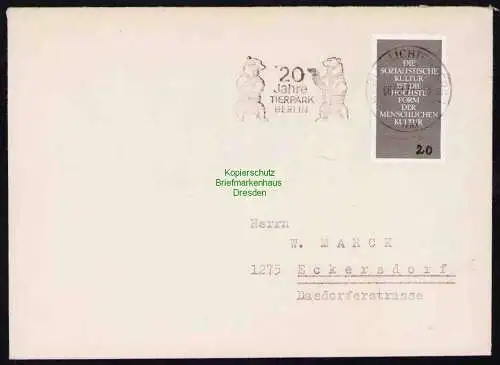 20
Jahre
TIERPARK
BERLIN
DIE
SOZIALISTISCHE
KULTUR
IST DIE
HÖCHSTE
FORM
DER
MENSCHLICHEN
KULTUR
20
Kopierschutz
Briefmarkenhaus
Dresden
Herrn
W. MARCK
1275 Eckersdorf
Dasdorferstrasse